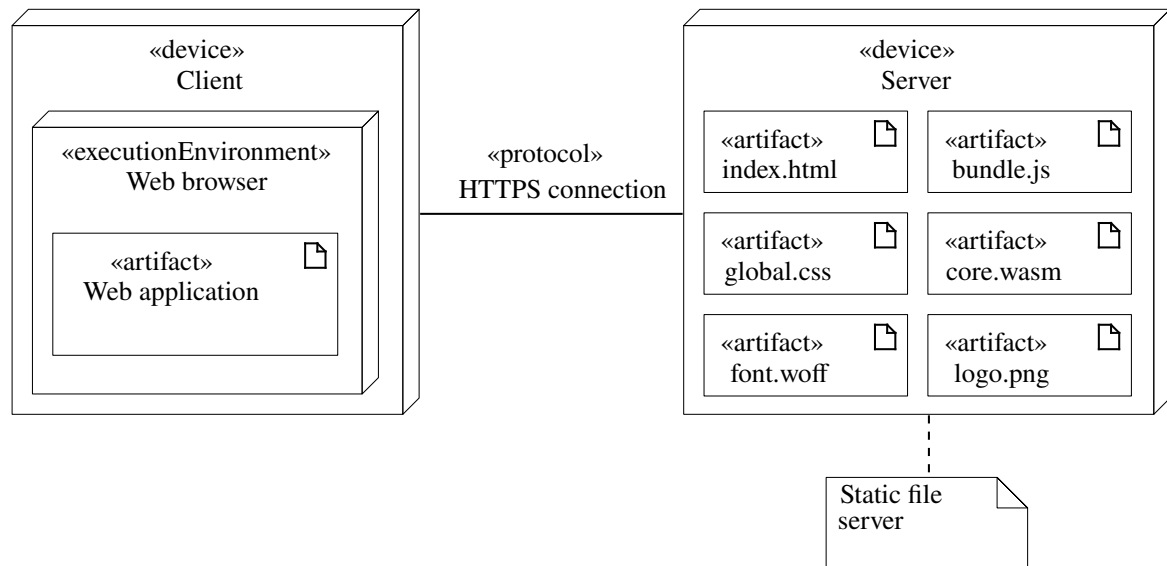 «device»
Client
«executionEnvironment»
Web browser
«artifact»
Web application
«protocol»
HTTPS connection
«device»
Server
«artifact»
index.html
«artifact»
bundle.js
«artifact»
global.css
«artifact»
core.wasm
«artifact»
font.woff
«artifact»
logo.png
Static file
server